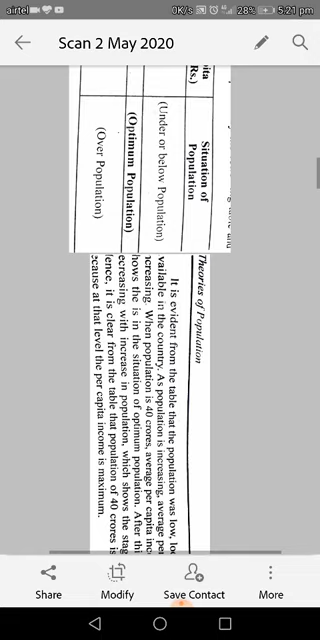 airtel
0K/s 28% 5:21 pm
Scan 2 May 2020
ita
Rs.)
Situation of
Population
(Under or below Population)
(Optimum Population)
(Over Population)
Theories of Population
It is evident from the table that the population was low,
vailable in the country. As population is increasing, average
ncreasing. When population is 40 crores, average per capita inc
hows the is in the situation of optimum population. After thi
ecreasing with increase in population, which shows the stag
lence, it is clear from the table that population of 40 crores is
ecause at that level the per capita income is maximum.
Share Modify Save Contact More